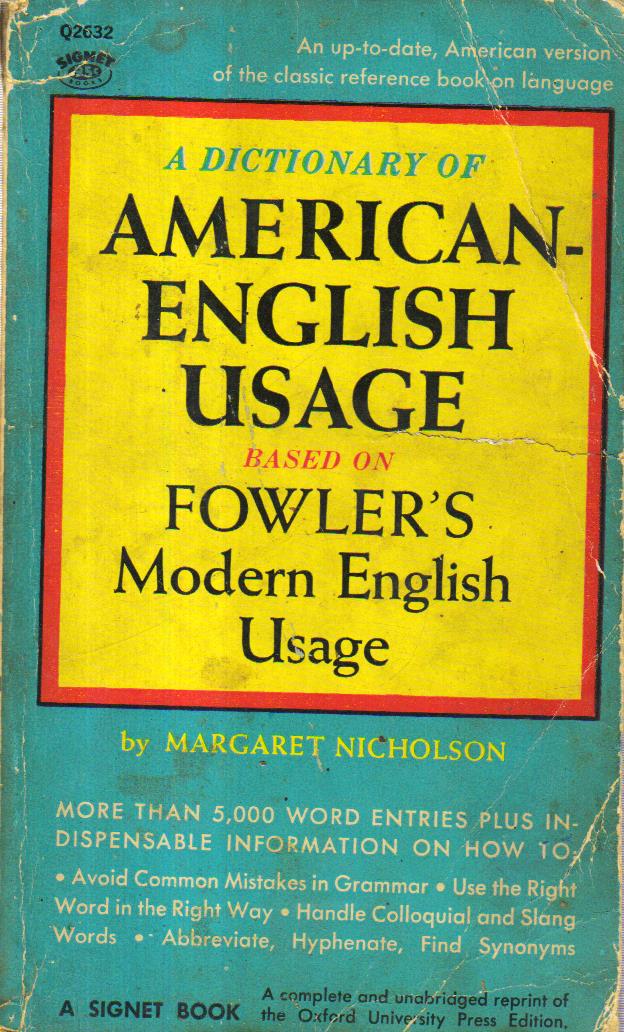 Q2632
SIGNET
BOOKS
An up-to-date, American version
of the classic reference book on language
A DICTIONARY OF
AMERICAN-
ENGLISH
USAGE
BASED ON
FOWLER'S
Modern English
Usage
by MARGARET NICHOLSON
MORE THAN 5,000 WORD ENTRIES PLUS IN-
DISPENSABLE INFORMATION ON HOW TO:
• Avoid Common Mistakes in Grammar • Use the Right
Word in the Right Way • Handle Colloquial and Slang
Words • Abbreviate, Hyphenate, Find Synonyms
A SIGNET BOOK
A complete and unabridged reprint of
the Oxford University Press Edition.